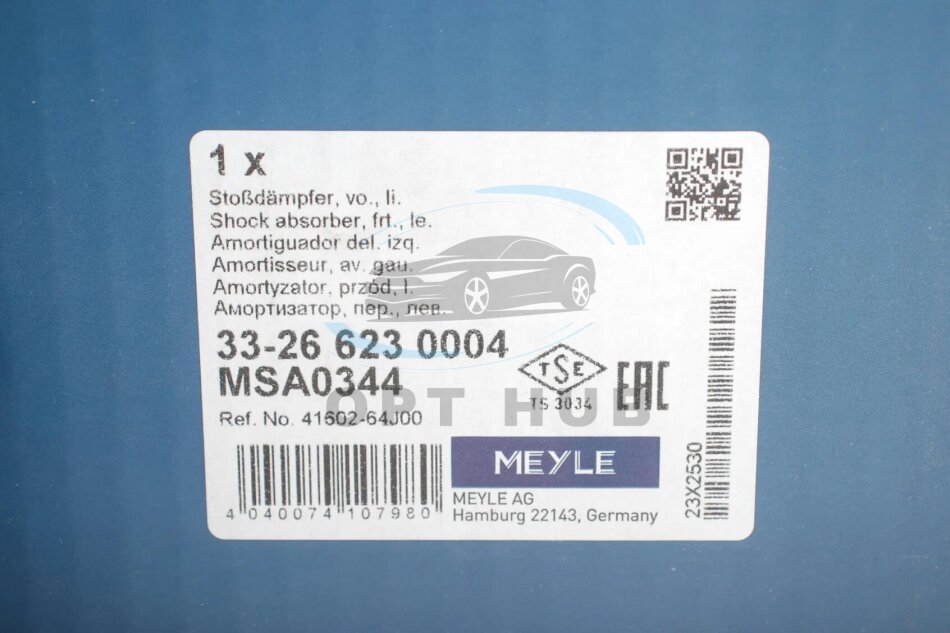 1 x
Stoßdämpfer, vo., li.
Shock absorber, frt., le.
Amortiguador del. izq.
Amortisseur, av. gau.
Amortyzator, przód, l.
Амортизатор, пер., лев.
33-26 623 0004
MSA0344
Ref. No. 41602-64J00
TSE
TS 3034
EAC
OPT HUB
4 040074 107980
MEYLE
MEYLE AG
Hamburg 22143, Germany
23X2530